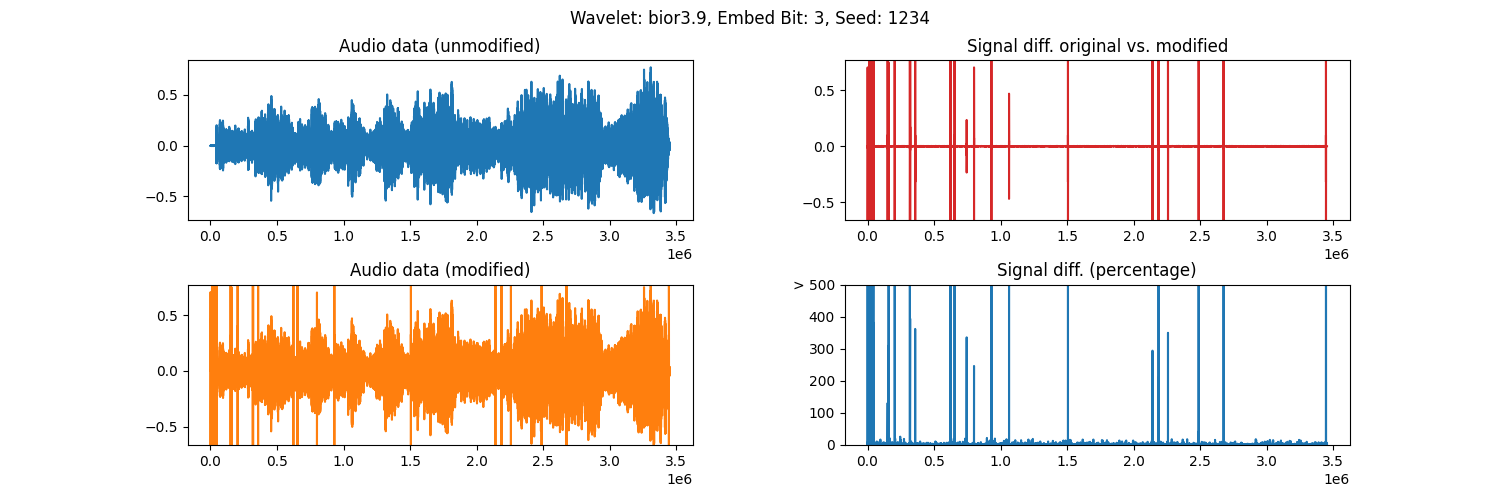 Wavelet: bior3.9, Embed Bit: 3, Seed: 1234
Audio data (unmodified)
0.5
0.0
−0.5
0.0 0.5 1.0 1.5 2.0 2.5 3.0 3.5
1e6
Signal diff. original vs. modified
0.5
0.0
−0.5
0.0 0.5 1.0 1.5 2.0 2.5 3.0 3.5
1e6
Audio data (modified)
0.5
0.0
−0.5
0.0 0.5 1.0 1.5 2.0 2.5 3.0 3.5
1e6
Signal diff. (percentage)
> 500
400
300
200
100
0
0.0 0.5 1.0 1.5 2.0 2.5 3.0 3.5
1e6